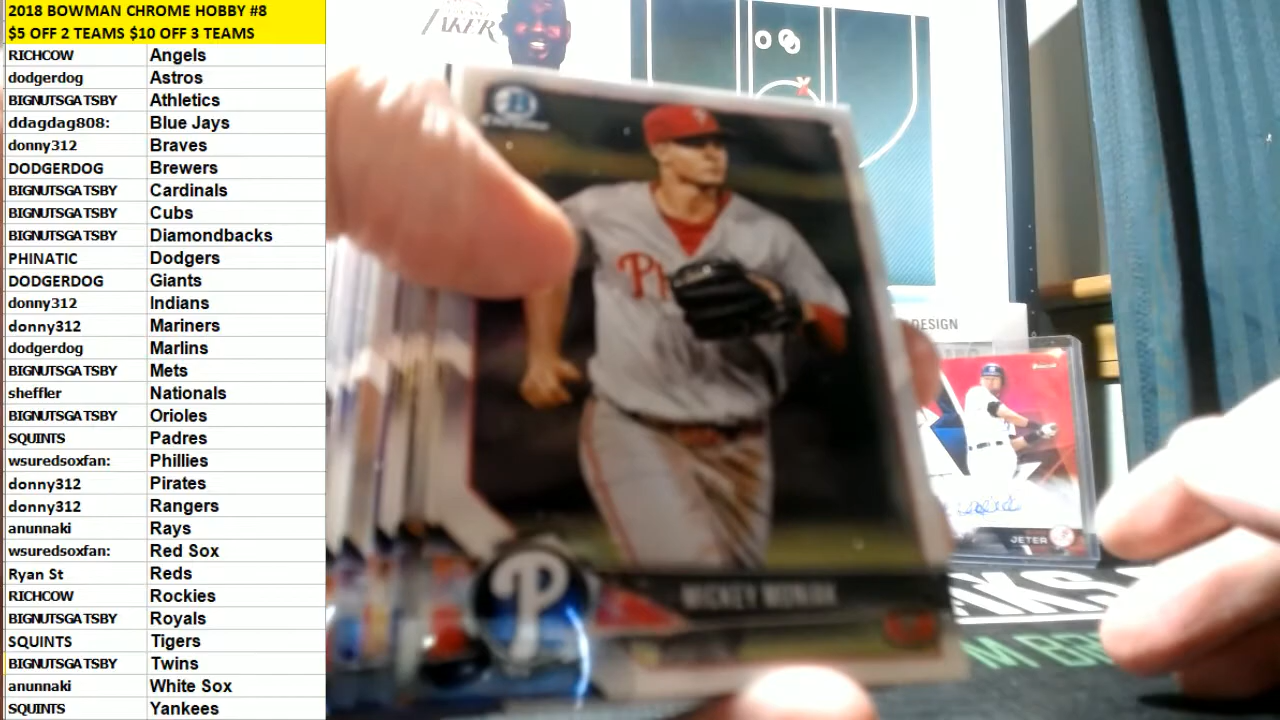 2018 BOWMAN CHROME HOBBY #8
$5 OFF 2 TEAMS $10 OFF 3 TEAMS
RICHCOW Angels
dodgerdog Astros
BIGNUTSGATSBY Athletics
ddagdag808: Blue Jays
donny312 Braves
DODGERDOG Brewers
BIGNUTSGATSBY Cardinals
BIGNUTSGATSBY Cubs
BIGNUTSGATSBY Diamondbacks
PHINATIC Dodgers
DODGERDOG Giants
donny312 Indians
donny312 Mariners
dodgerdog Marlins
BIGNUTSGATSBY Mets
sheffler Nationals
BIGNUTSGATSBY Orioles
SQUINTS Padres
wsuredsoxfan: Phillies
donny312 Pirates
donny312 Rangers
anunnaki Rays
wsuredsoxfan: Red Sox
Ryan St Reds
RICHCOW Rockies
BIGNUTSGATSBY Royals
SQUINTS Tigers
BIGNUTSGATSBY Twins
anunnaki White Sox
SQUINTS Yankees
B
Ph
P
MICKEY MONIAK
DESIGN
JETER